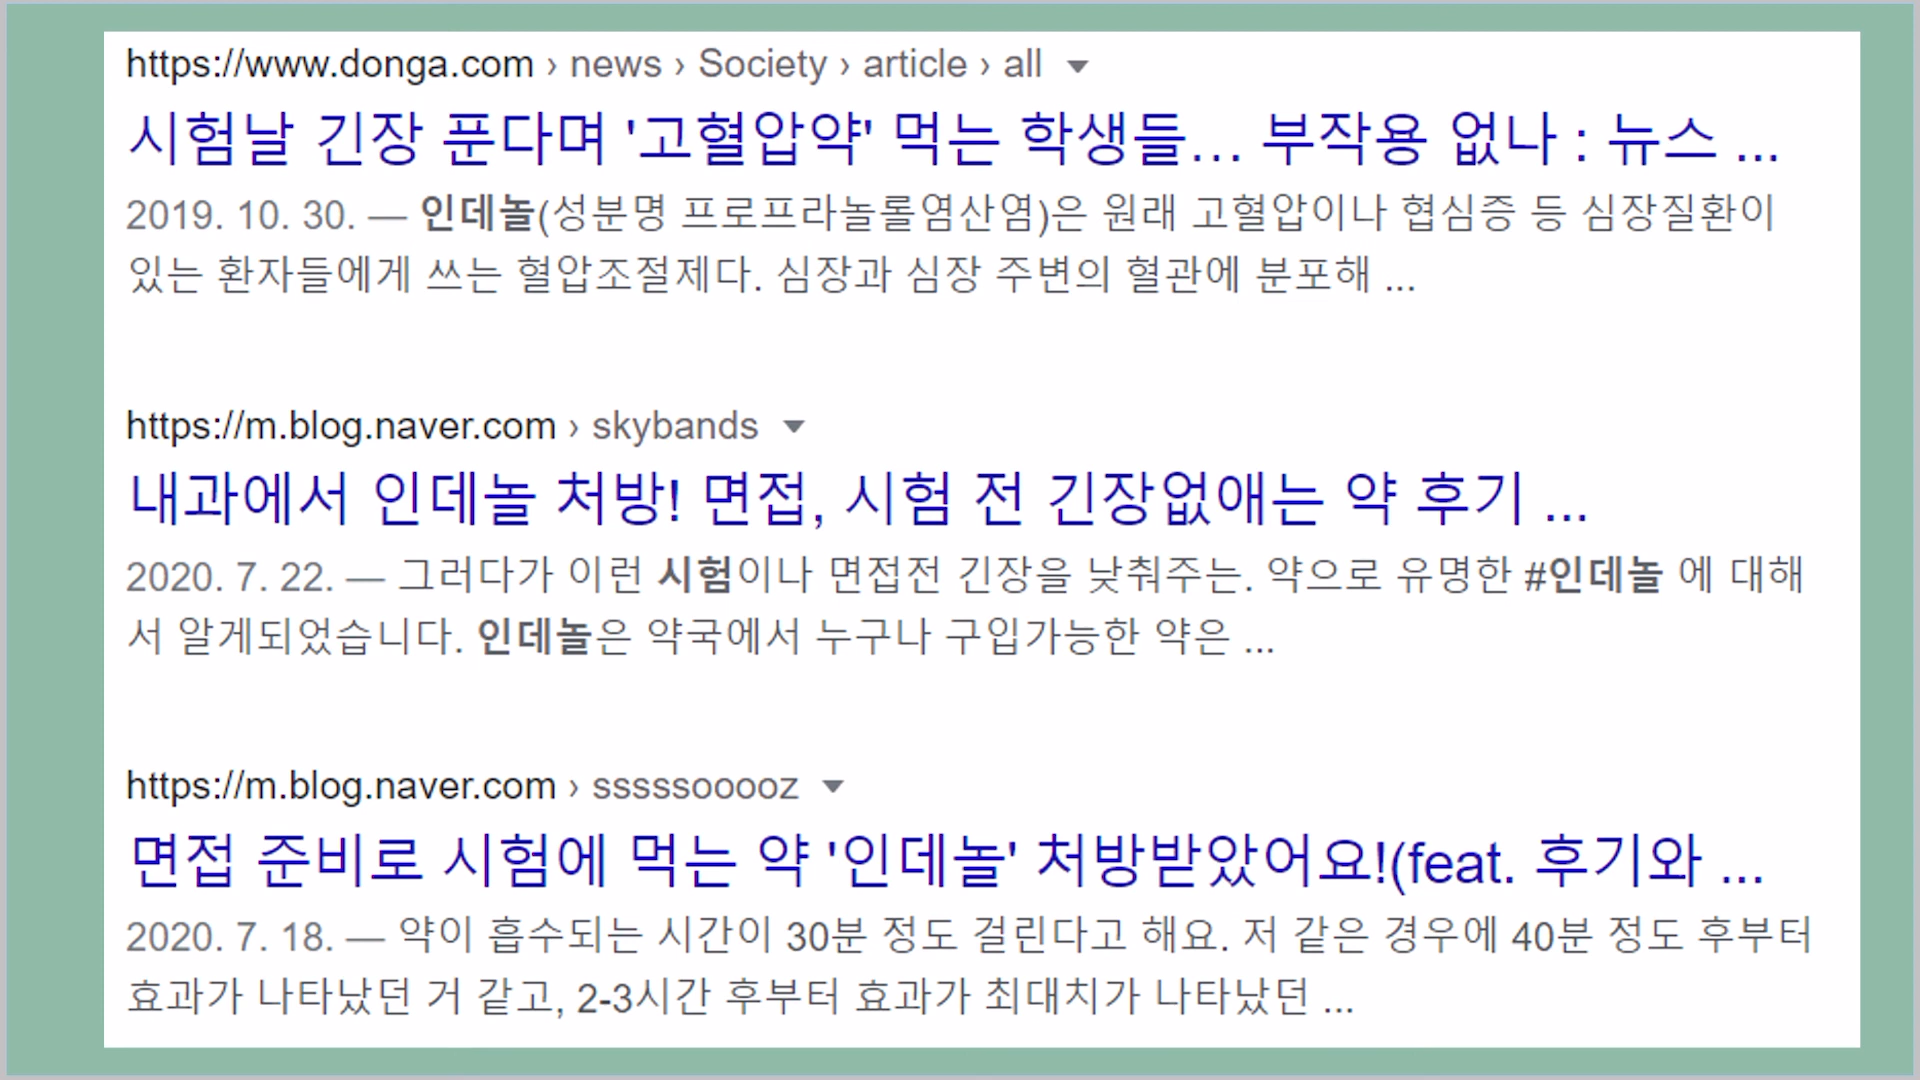 https://www.donga.com › news › Society › article › all
시험날 긴장 푼다며 '고혈압약' 먹는 학생들… 부작용 없나 : 뉴스 ...
2019. 10. 30. — 인데놀(성분명 프로프라놀롤염산염)은 원래 고혈압이나 협심증 등 심장질환이
있는 환자들에게 쓰는 혈압조절제다. 심장과 심장 주변의 혈관에 분포해 ...
https://m.blog.naver.com › skybands
내과에서 인데놀 처방! 면접, 시험 전 긴장없애는 약 후기 ...
2020. 7. 22. — 그러다가 이런 시험이나 면접전 긴장을 낮춰주는. 약으로 유명한 #인데놀 에 대해
서 알게되었습니다. 인데놀은 약국에서 누구나 구입가능한 약은 ...
https://m.blog.naver.com › sssssooooz
면접 준비로 시험에 먹는 약 '인데놀' 처방받았어요!(feat. 후기와 ...
2020. 7. 18. — 약이 흡수되는 시간이 30분 정도 걸린다고 해요. 저 같은 경우에 40분 정도 후부터
효과가 나타났던 거 같고, 2-3시간 후부터 효과가 최대치가 나타났던 ...